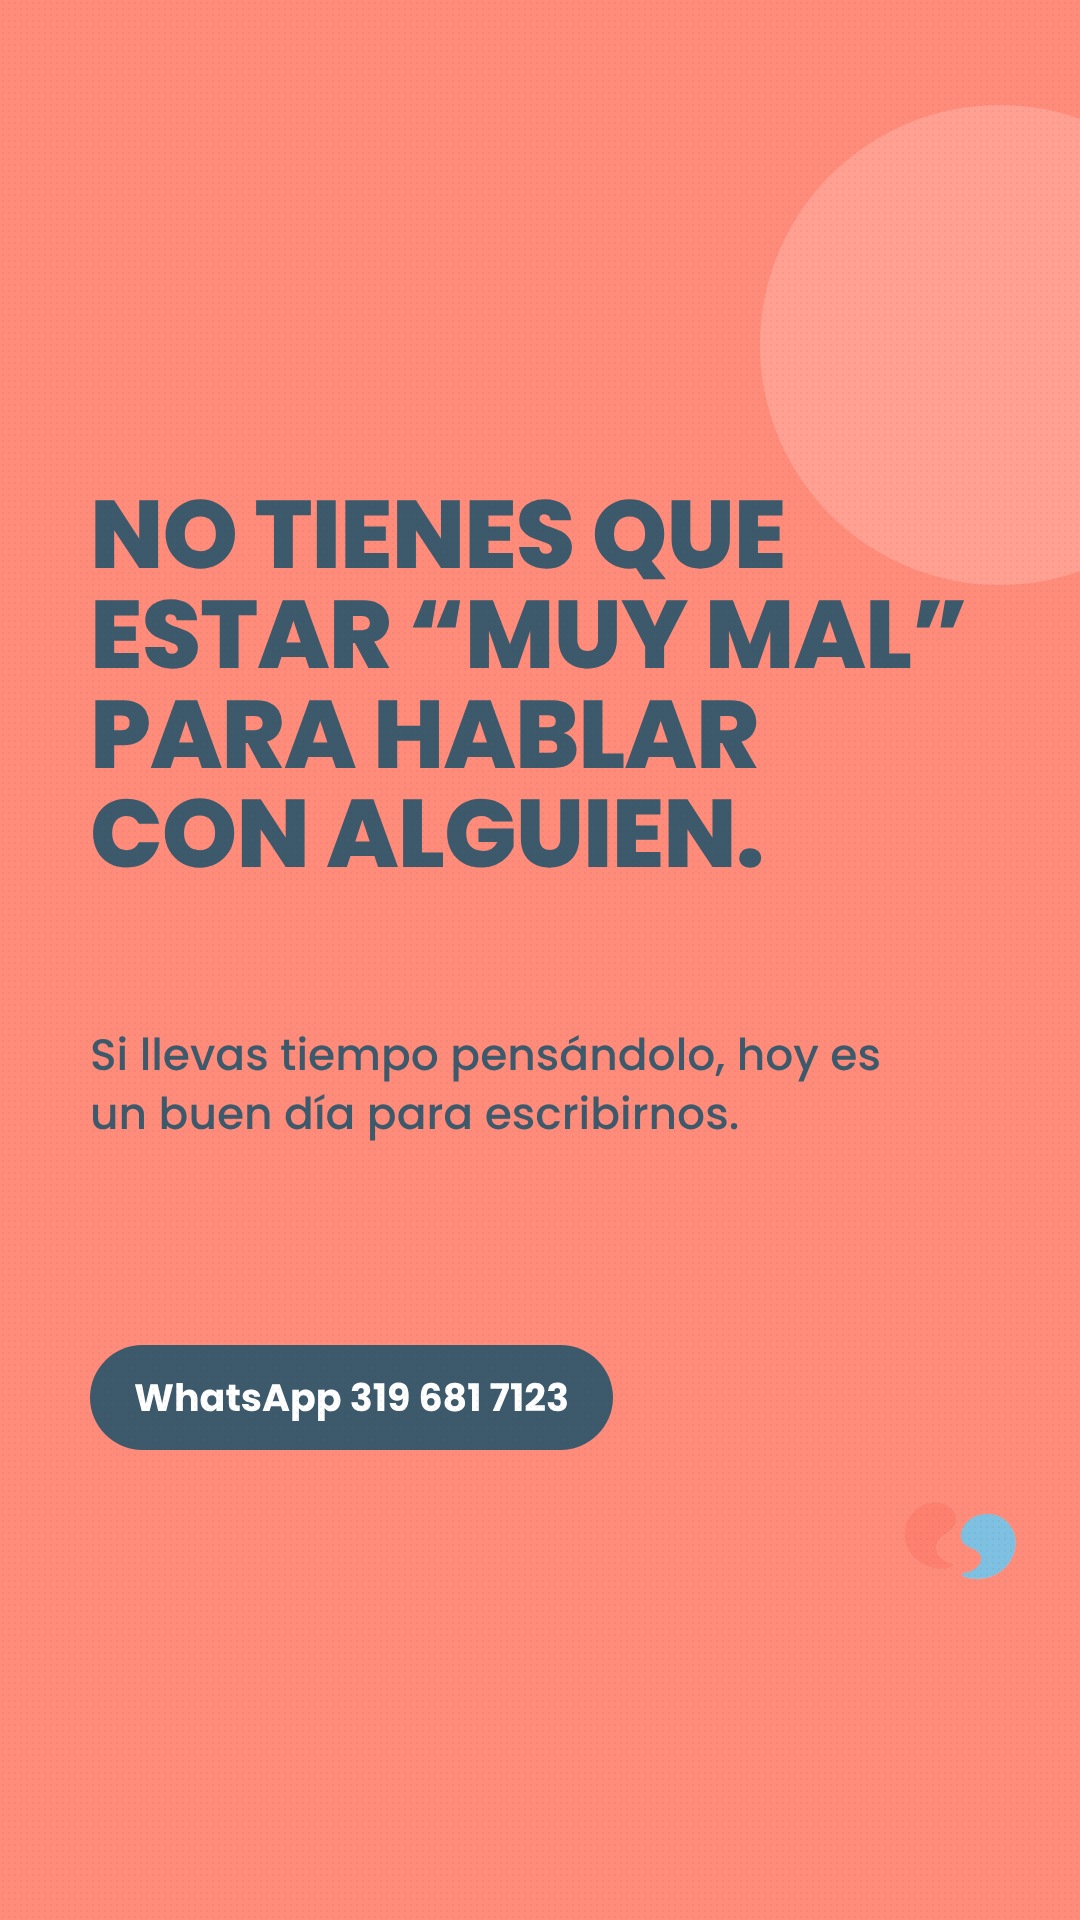 NO TIENES QUE
ESTAR “MUY MAL”
PARA HABLAR
CON ALGUIEN.
Si llevas tiempo pensándolo, hoy es
un buen día para escribirnos.
WhatsApp 319 681 7123